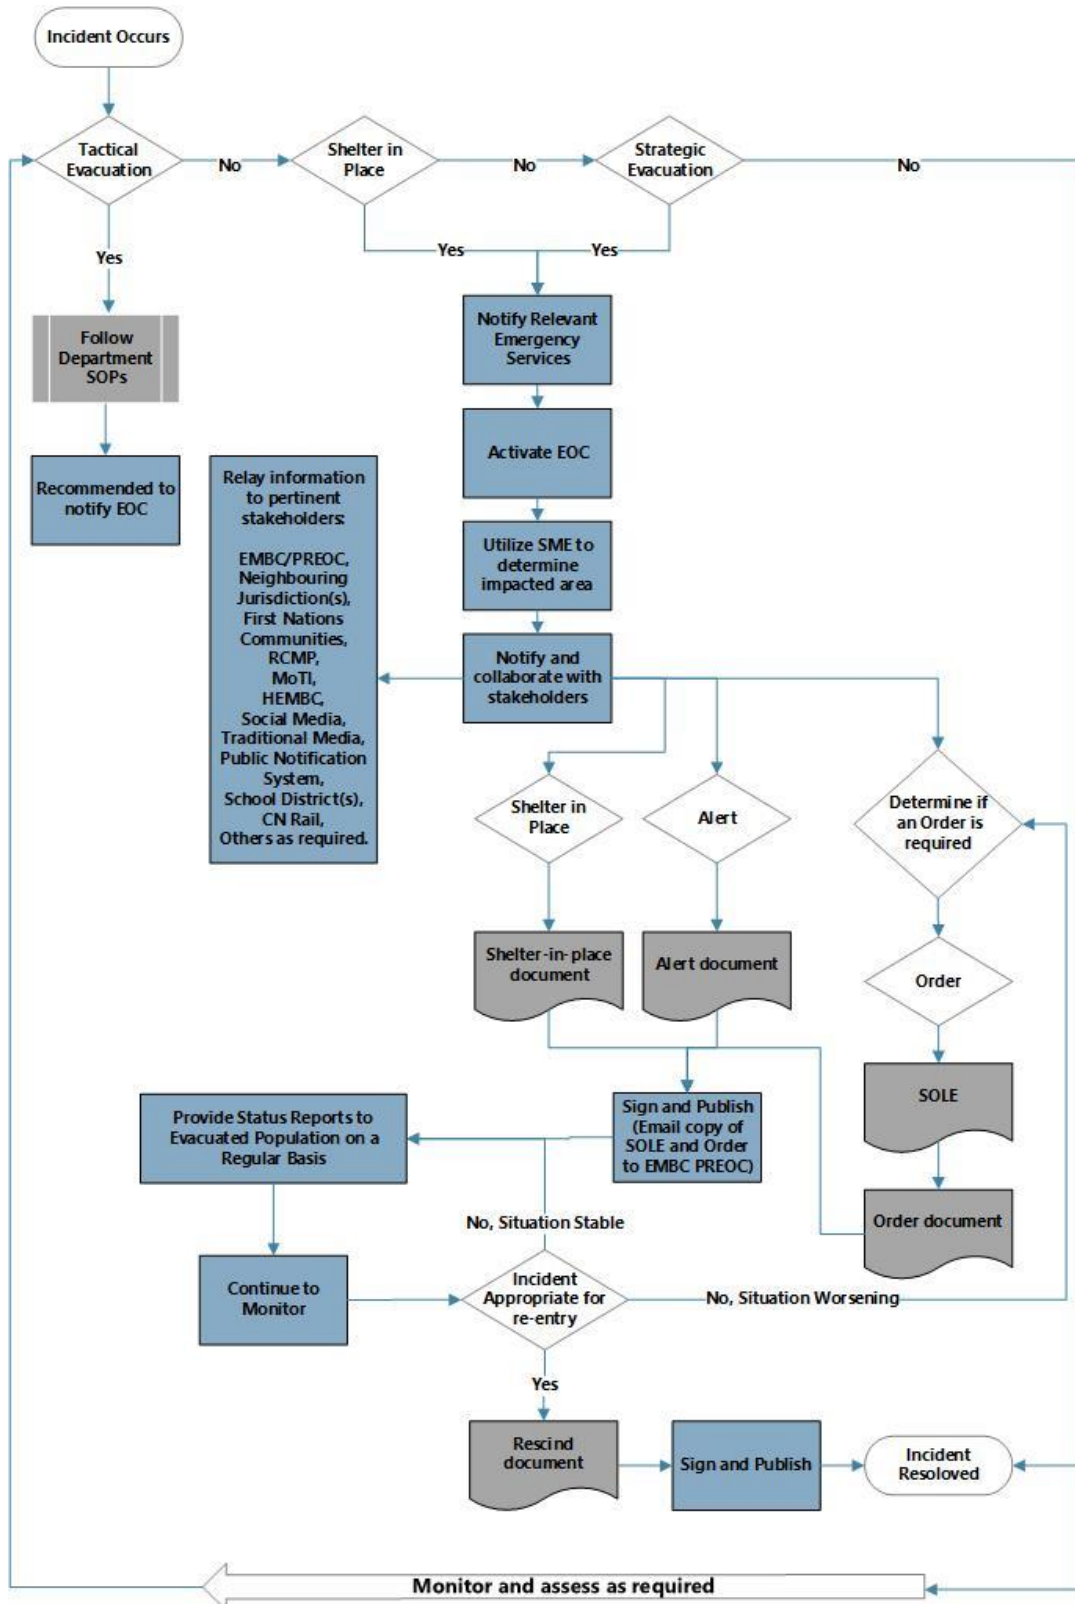 Incident Occurs
Tactical
Evacuation
No
Shelter in
Place
No
Strategic
Evacuation
No
Yes
Yes
Yes
Follow
Department
SOPs
Notify Relevant
Emergency
Services
Recommended to
notify EOC
Activate EOC
Relay information
to pertinent
stakeholders:
EMBC/PREOC,
Neighbouring
Jurisdiction(s),
First Nations
Communities,
RCMP,
MoTI,
HEMBC,
Social Media,
Traditional Media,
Public Notification
System,
School District(s),
CN Rail,
Others as required.
Utilize SME to
determine
impacted area
Notify and
collaborate with
stakeholders
Shelter in
Place
Alert
Determine if
an Order is
required
Shelter-in-place
document
Alert document
Order
SOLE
Order document
Sign and Publish
(Email copy of
SOLE and Order
to EMBC PREOC)
Provide Status Reports to
Evacuated Population on a
Regular Basis
No, Situation Stable
Continue to
Monitor
Incident
Appropriate for
re-entry
No, Situation Worsening
Yes
Rescind
document
Sign and Publish
Incident
Resoloved
Monitor and assess as required